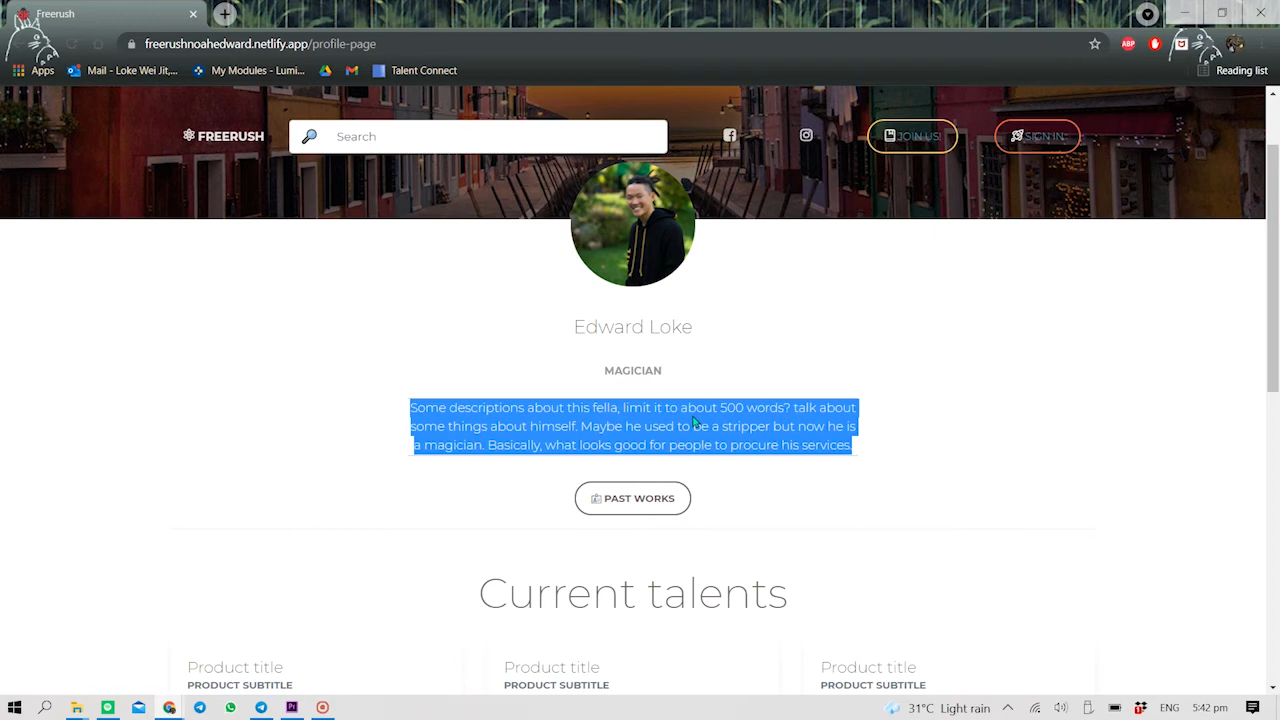 Freerush
freerushnoahedward.netlify.app/profile-page
ABP
Apps
Mail - Loke Wei Jit,...
My Modules - Lumi...
Talent Connect
Reading list
FREERUSH
Search
JOIN US!
SIGN IN
Edward Loke
MAGICIAN
Some descriptions about this fella, limit it to about 500 words? talk about
some things about himself. Maybe he used to be a stripper but now he is
a magician. Basically, what looks good for people to procure his services.
PAST WORKS
Current talents
Product title
PRODUCT SUBTITLE
Product title
PRODUCT SUBTITLE
Product title
PRODUCT SUBTITLE
31°C Light rain
ENG
5:42 pm